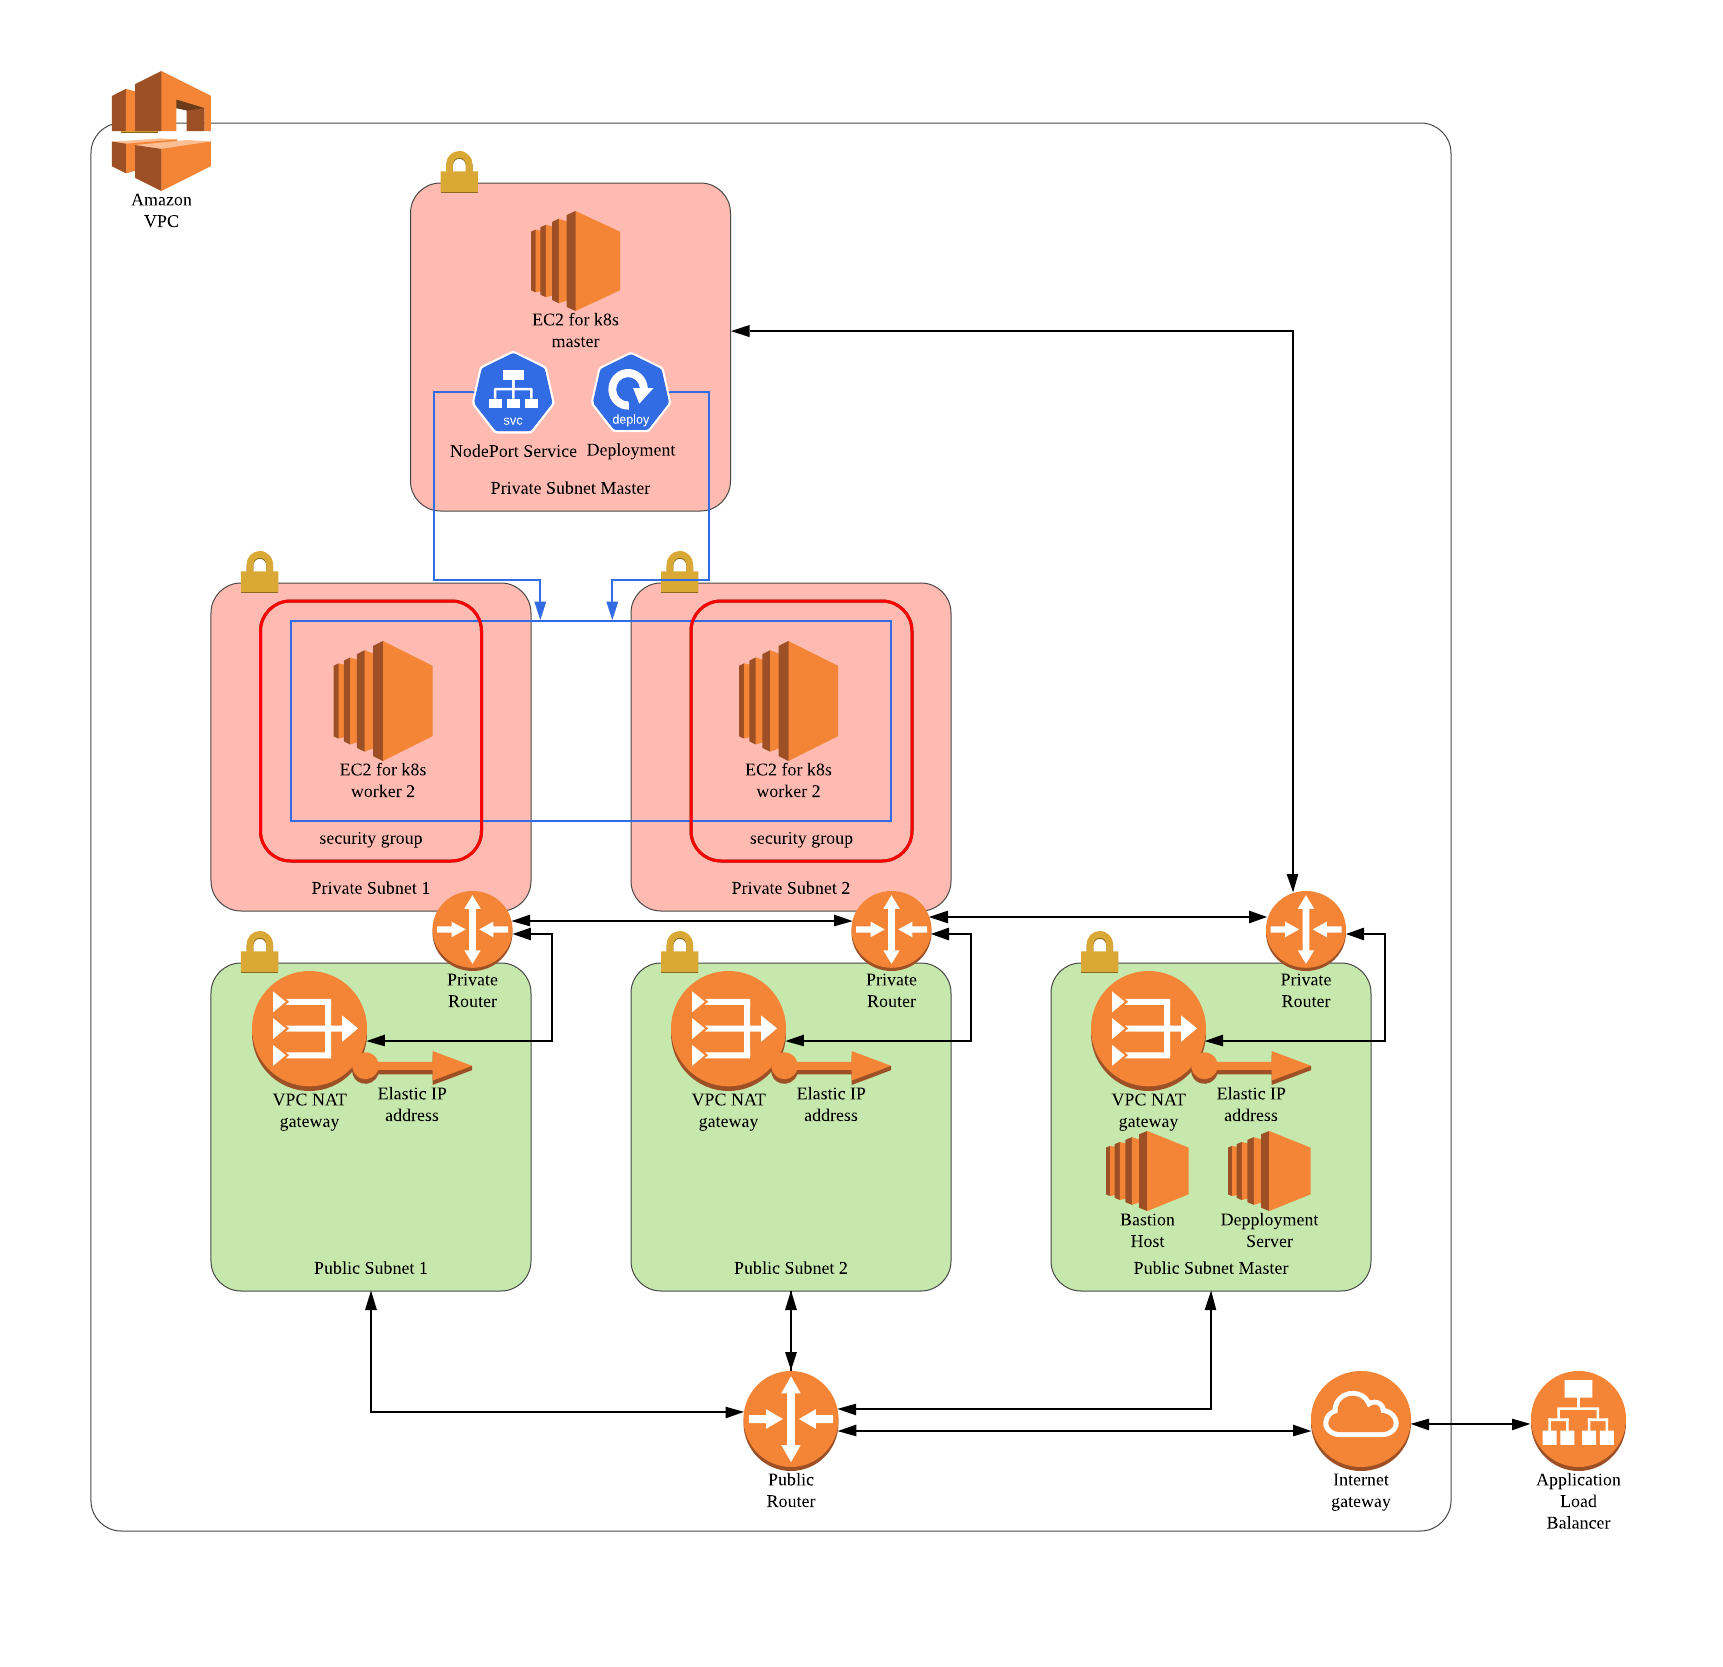 Amazon
VPC
EC2 for k8s
master
svc
deploy
NodePort Service
Deployment
Private Subnet Master
EC2 for k8s
worker 2
security group
Private Subnet 1
EC2 for k8s
worker 2
security group
Private Subnet 2
Private
Router
Private
Router
Private
Router
VPC NAT
gateway
Elastic IP
address
Public Subnet 1
VPC NAT
gateway
Elastic IP
address
Public Subnet 2
VPC NAT
gateway
Elastic IP
address
Bastion
Host
Depployment
Server
Public Subnet Master
Public
Router
Internet
gateway
Application
Load
Balancer